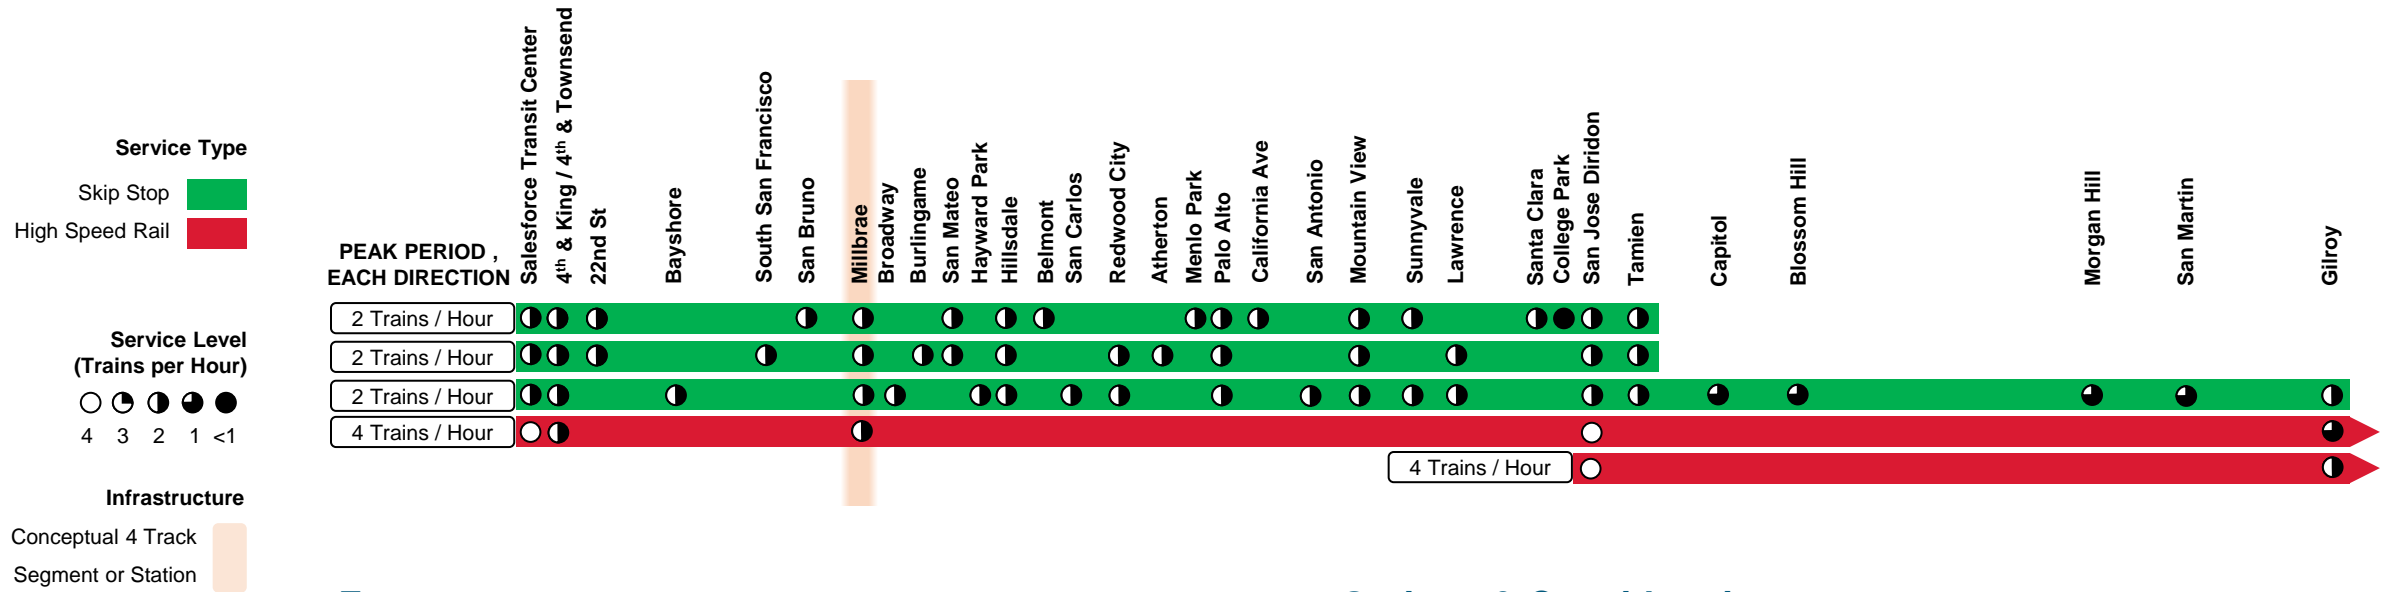 Salesforce Transit Center
4th & King / 4th & Townsend
22nd St
Bayshore
South San Francisco
San Bruno
Millbrae
Broadway
Burlingame
San Mateo
Hayward Park
Hillsdale
Belmont
San Carlos
Redwood City
Atherton
Menlo Park
Palo Alto
California Ave
San Antonio
Mountain View
Sunnyvale
Lawrence
Santa Clara
College Park
San Jose Diridon
Tamien
Capitol
Blossom Hill
Morgan Hill
San Martin
Gilroy
Service Type
Skip Stop
High Speed Rail
PEAK PERIOD ,
EACH DIRECTION
2 Trains / Hour
2 Trains / Hour
2 Trains / Hour
4 Trains / Hour
4 Trains / Hour
Service Level
(Trains per Hour)
4 3 2 1 <1
Infrastructure
Conceptual 4 Track
Segment or Station